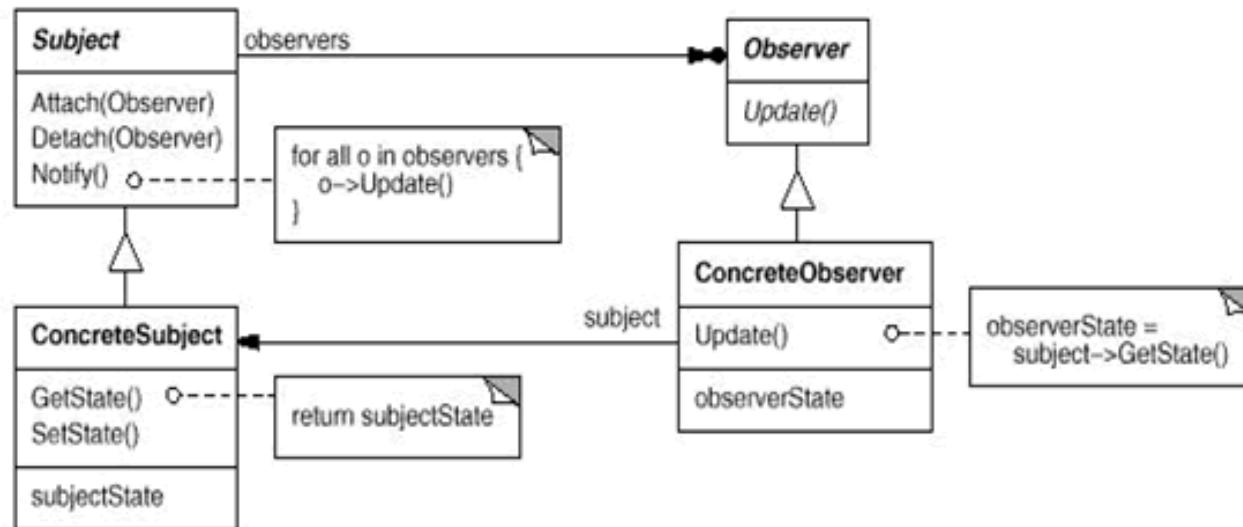 Subject
observers
Observer
Attach(Observer)
Detach(Observer)
Notify()
for all o in observers {
o–>Update()
}
Update()
ConcreteObserver
Update()
observerState
observerState =
subject–>GetState()
subject
ConcreteSubject
GetState()
SetState()
return subjectState
subjectState